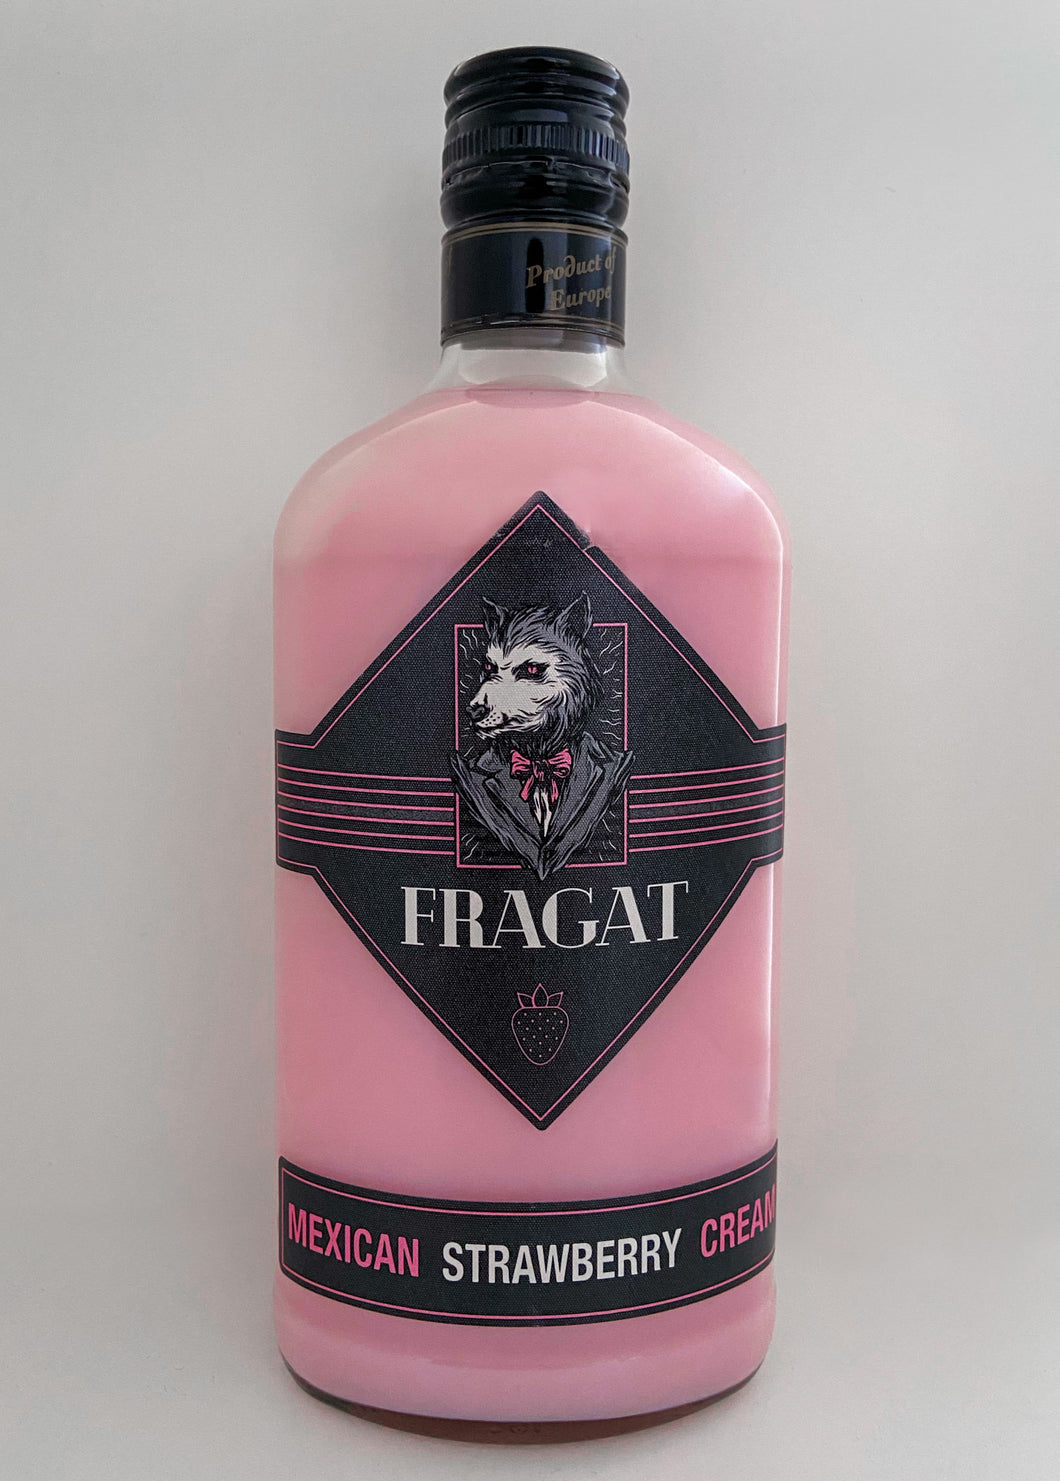 Product of
Europe
FRAGAT
MEXICAN STRAWBERRY CREAM